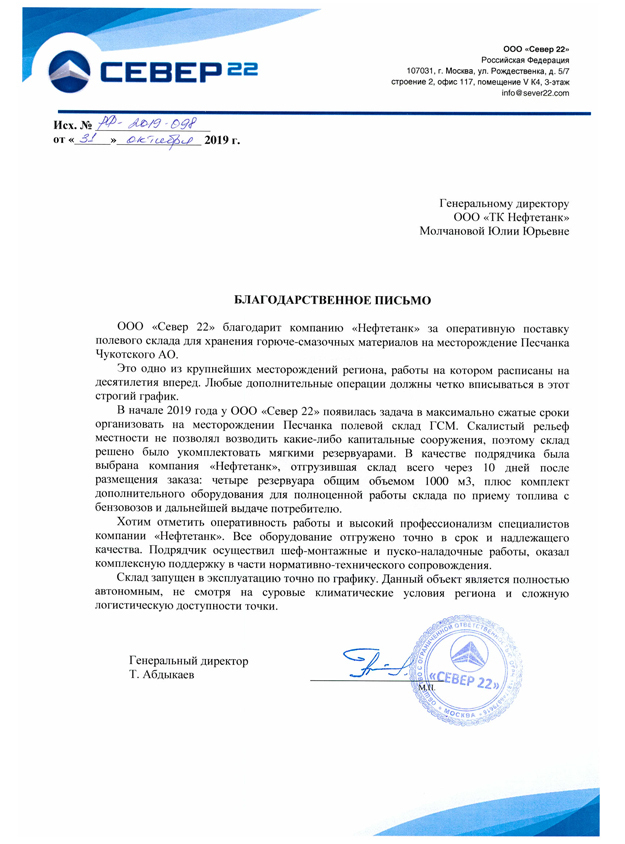 СЕВЕР 22
ООО «Север 22»
Российская Федерация
107031, г. Москва, ул. Рождественка, д. 5/7
строение 2, офис 117, помещение V К4, 3-этаж
info@sever22.com
Исх. № РР-2019-098
от «31» октября 2019 г.
Генеральному директору
ООО «ТК Нефтетанк»
Молчановой Юлии Юрьевне
БЛАГОДАРСТВЕННОЕ ПИСЬМО
ООО «Север 22» благодарит компанию «Нефтетанк» за оперативную поставку
полевого склада для хранения горюче-смазочных материалов на месторождение Песчанка
Чукотского АО.
Это одно из крупнейших месторождений региона, работы на котором расписаны на
десятилетия вперед. Любые дополнительные операции должны четко вписываться в этот
строгий график.
В начале 2019 года у ООО «Север 22» появилась задача в максимально сжатые сроки
организовать на месторождении Песчанка полевой склад ГСМ. Скалистый рельеф
местности не позволял возводить какие-либо капитальные сооружения, поэтому склад
решено было укомплектовать мягкими резервуарами. В качестве подрядчика была
выбрана компания «Нефтетанк», отгрузившая склад всего через 10 дней после
размещения заказа: четыре резервуара общим объемом 1000 м3, плюс комплект
дополнительного оборудования для полноценной работы склада по приему топлива с
бензовозов и дальнейшей выдаче потребителю.
Хотим отметить оперативность работы и высокий профессионализм специалистов
компании «Нефтетанк». Все оборудование отгружено точно в срок и надлежащего
качества. Подрядчик осуществил шеф-монтажные и пуско-наладочные работы, оказал
комплексную поддержку в части нормативно-технического сопровождения.
Склад запущен в эксплуатацию точно по графику. Данный объект является полностью
автономным, не смотря на суровые климатические условия региона и сложную
логистическую доступности точки.
Генеральный директор
Т. Абдыкаев
М.П.
«СЕВЕР 22»
МОСКВА